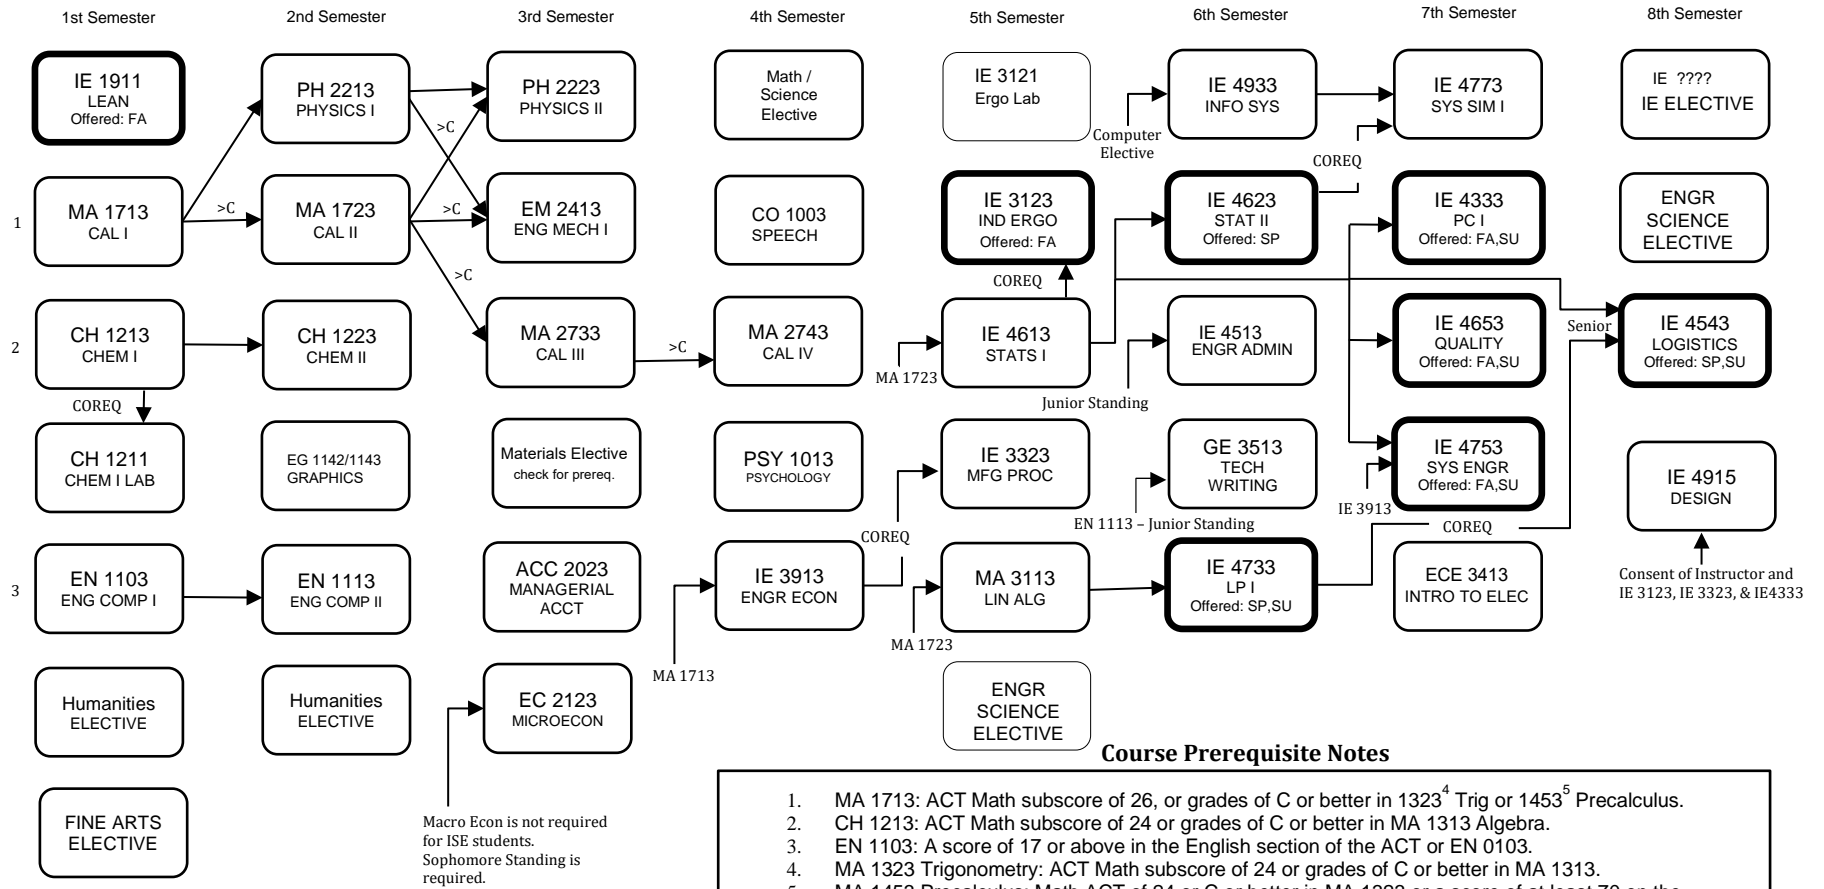 1st Semester
2nd Semester
3rd Semester
4th Semester
5th Semester
6th Semester
7th Semester
8th Semester
IE 1911
LEAN
Offered: FA
PH 2213
PHYSICS I
PH 2223
PHYSICS II
Math /
Science
Elective
IE 3121
Ergo Lab
IE 4933
INFO SYS
IE 4773
SYS SIM I
IE ????
IE ELECTIVE
>C
Computer
Elective
COREQ
1
MA 1713
CAL I
>C
MA 1723
CAL II
>C
EM 2413
ENG MECH I
CO 1003
SPEECH
IE 3123
IND ERGO
Offered: FA
IE 4623
STAT II
Offered: SP
IE 4333
PC I
Offered: FA,SU
ENGR
SCIENCE
ELECTIVE
>C
COREQ
2
CH 1213
CHEM I
CH 1223
CHEM II
MA 2733
CAL III
>C
MA 2743
CAL IV
MA 1723
IE 4613
STATS I
IE 4513
ENGR ADMIN
IE 4653
QUALITY
Offered: FA,SU
Senior
IE 4543
LOGISTICS
Offered: SP,SU
COREQ
Junior Standing
CH 1211
CHEM I LAB
EG 1142/1143
GRAPHICS
Materials Elective
check for prereq.
PSY 1013
PSYCHOLOGY
IE 3323
MFG PROC
GE 3513
TECH
WRITING
IE 4753
SYS ENGR
Offered: FA,SU
IE 4915
DESIGN
IE 3913
EN 1113 – Junior Standing
COREQ
COREQ
3
EN 1103
ENG COMP I
EN 1113
ENG COMP II
ACC 2023
MANAGERIAL
ACCT
IE 3913
ENGR ECON
MA 3113
LIN ALG
IE 4733
LP I
Offered: SP,SU
ECE 3413
INTRO TO ELEC
Consent of Instructor and
IE 3123, IE 3323, & IE4333
MA 1723
MA 1713
Humanities
ELECTIVE
Humanities
ELECTIVE
EC 2123
MICROECON
ENGR
SCIENCE
ELECTIVE
FINE ARTS
ELECTIVE
Macro Econ is not required
for ISE students.
Sophomore Standing is
required.
Course Prerequisite Notes
1. MA 1713: ACT Math subscore of 26, or grades of C or better in 1323⁴ Trig or 1453⁵ Precalculus.
2. CH 1213: ACT Math subscore of 24 or grades of C or better in MA 1313 Algebra.
3. EN 1103: A score of 17 or above in the English section of the ACT or EN 0103.
4. MA 1323 Trigonometry: ACT Math subscore of 24 or grades of C or better in MA 1313.